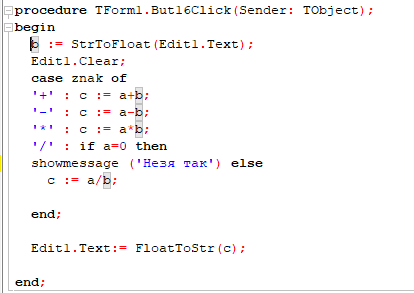 procedure TForm1.But16Click(Sender: TObject);
begin
b := StrToFloat(Edit1.Text);
Edit1.Clear;
case znak of
'+' : c := a+b;
'-' : c := a-b;
'*' : c := a*b;
'/' : if a=0 then
showmessage ('Незя так') else
c := a/b;
end;
Edit1.Text:= FloatToStr(c);
end;